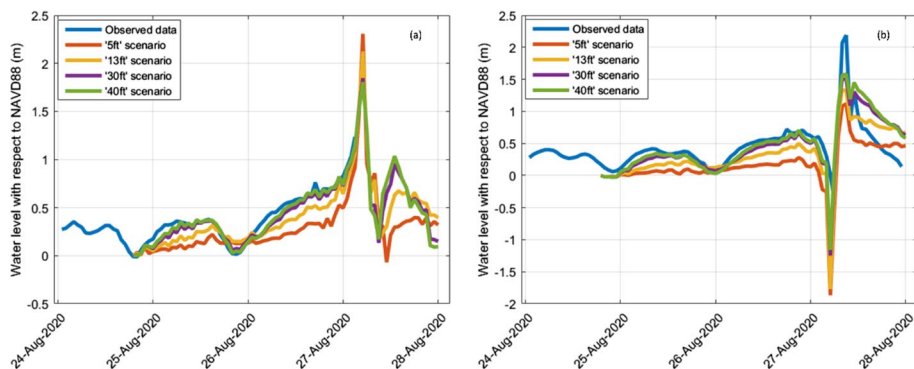 (a)
Water level with respect to NAVD88 (m)
2.5
2
1.5
1
0.5
0
-0.5
Observed data
'5ft' scenario
'13ft' scenario
'30ft' scenario
'40ft' scenario
24-Aug-2020
25-Aug-2020
26-Aug-2020
27-Aug-2020
28-Aug-2020
(b)
Water level with respect to NAVD88 (m)
2.5
2
1.5
1
0.5
0
-0.5
-1
-1.5
-2
Observed data
'5ft' scenario
'13ft' scenario
'30ft' scenario
'40ft' scenario
24-Aug-2020
25-Aug-2020
26-Aug-2020
27-Aug-2020
28-Aug-2020